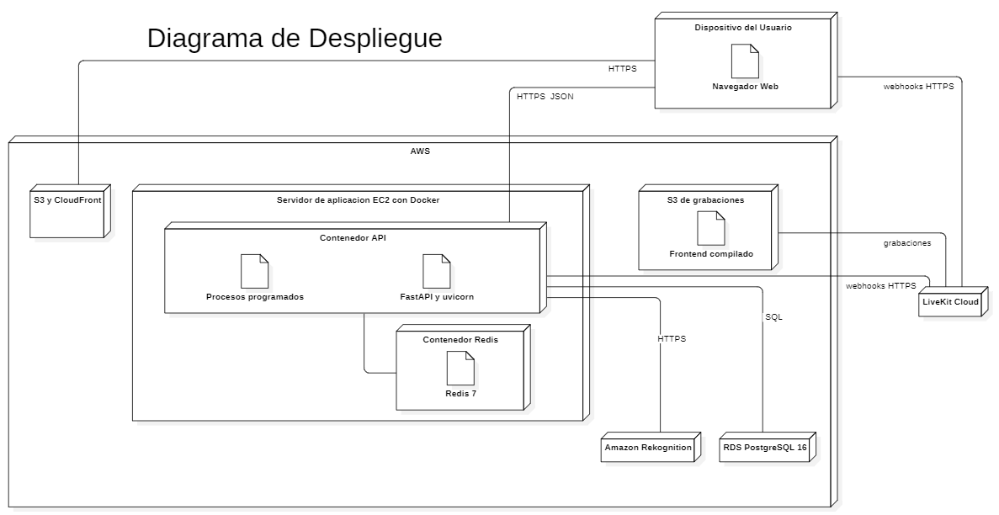 Diagrama de Despliegue
Dispositivo del Usuario
Navegador Web
HTTPS
HTTPS JSON
webhooks HTTPS
AWS
S3 y CloudFront
Servidor de aplicacion EC2 con Docker
Contenedor API
Procesos programados
FastAPI y uvicorn
Contenedor Redis
Redis 7
S3 de grabaciones
Frontend compilado
grabaciones
webhooks HTTPS
LiveKit Cloud
SQL
HTTPS
Amazon Rekognition
RDS PostgreSQL 16